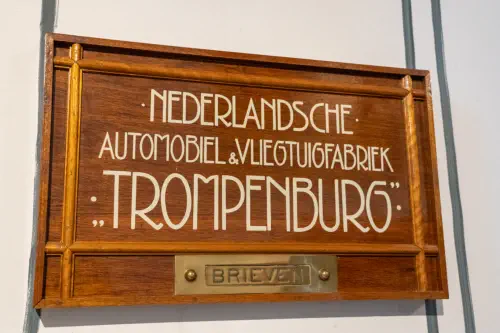 ·NEDERLANDSCHE·
AUTOMOBIEL & VLIEGTUIGFABRIEK
·„TROMPENBURG”·
BRIEVEN